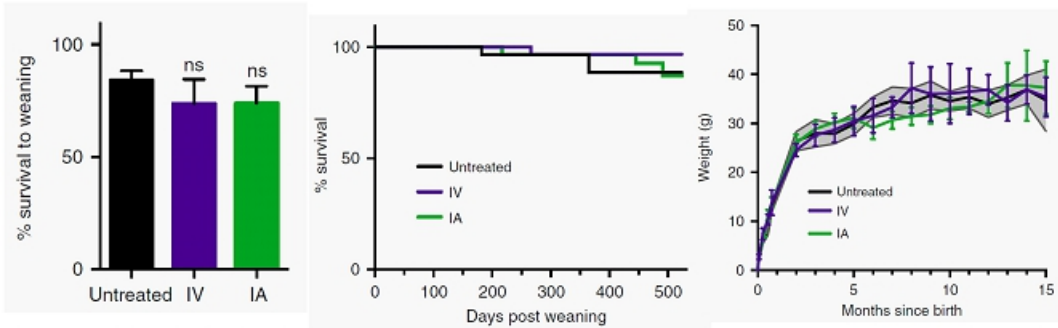 % survival to weaning
100
50
0
ns
ns
Untreated IV IA
% survival
100
50
0
Untreated
IV
IA
0 100 200 300 400 500
Days post weaning
Weight (g)
50
40
30
20
10
0
Untreated
IV
IA
0 5 10 15
Months since birth